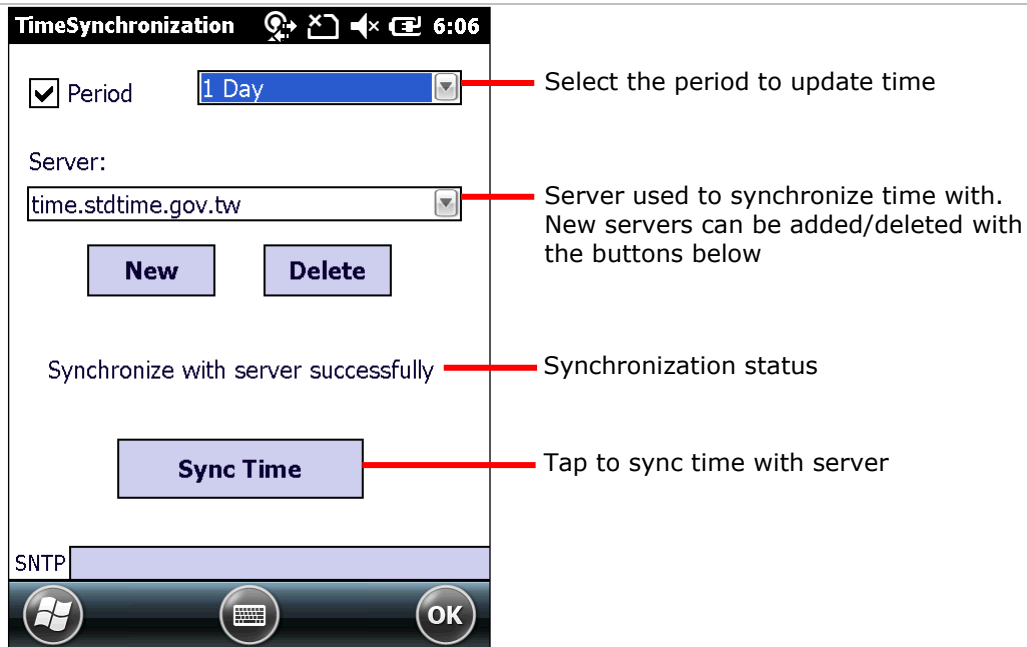 TimeSynchronization 6:06
Period 1 Day
Select the period to update time
Server:
time.stdtime.gov.tw
Server used to synchronize time with.
New servers can be added/deleted with
the buttons below
New Delete
Synchronize with server successfully
Synchronization status
Sync Time
Tap to sync time with server
SNTP
OK